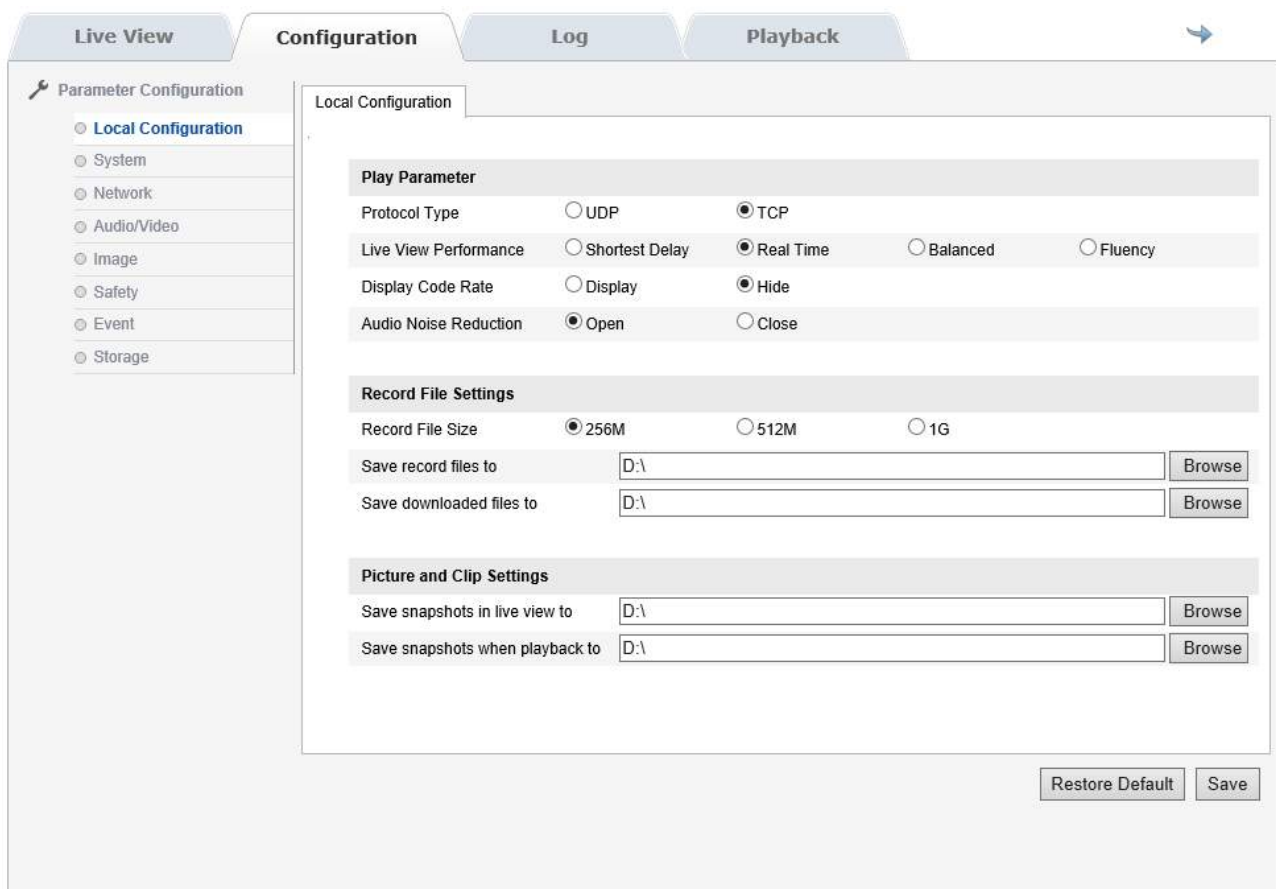 Live View Configuration Log Playback
Parameter Configuration
Local Configuration
System
Network
Audio/Video
Image
Safety
Event
Storage
Local Configuration
Play Parameter
Protocol Type UDP TCP
Live View Performance Shortest Delay Real Time Balanced Fluency
Display Code Rate Display Hide
Audio Noise Reduction Open Close
Record File Settings
Record File Size 256M 512M 1G
Save record files to D:\ Browse
Save downloaded files to D:\ Browse
Picture and Clip Settings
Save snapshots in live view to D:\ Browse
Save snapshots when playback to D:\ Browse
Restore Default Save